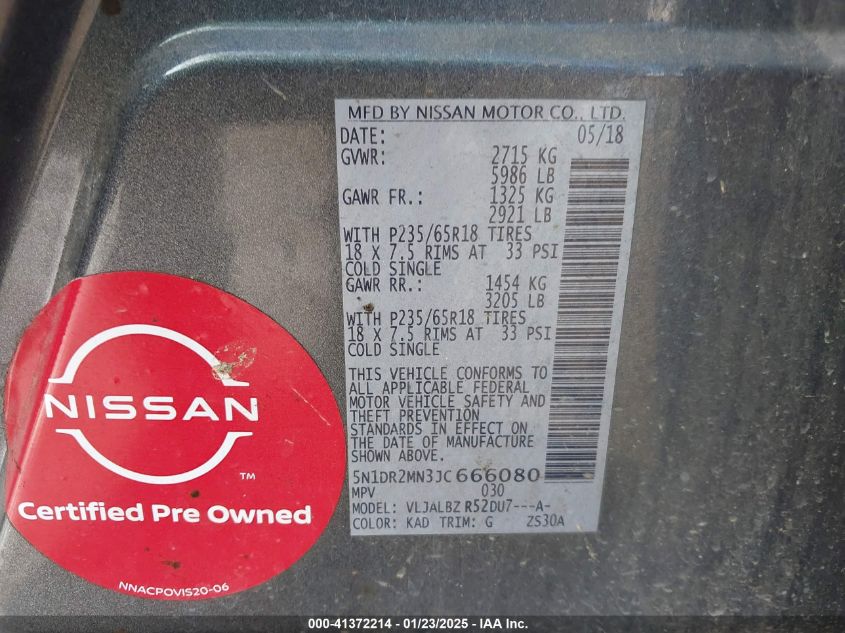 MFD BY NISSAN MOTOR CO., LTD.
DATE: 05/18
GVWR: 2715 KG
5986 LB
GAWR FR.: 1325 KG
2921 LB
WITH P235/65R18 TIRES
18 X 7.5 RIMS AT 33 PSI
COLD SINGLE
GAWR RR.: 1454 KG
3205 LB
WITH P235/65R18 TIRES
18 X 7.5 RIMS AT 33 PSI
COLD SINGLE
THIS VEHICLE CONFORMS TO
ALL APPLICABLE FEDERAL
MOTOR VEHICLE SAFETY AND
THEFT PREVENTION
STANDARDS IN EFFECT ON
THE DATE OF MANUFACTURE
SHOWN ABOVE.
5N1DR2MN3JC666080
MPV 030
MODEL: VLJALBZ R52DU7---A-
COLOR: KAD TRIM: G ZS30A
NISSAN
Certified Pre Owned
NNACPOVIS20-06
000-41372214 - 01/23/2025 - IAA Inc.